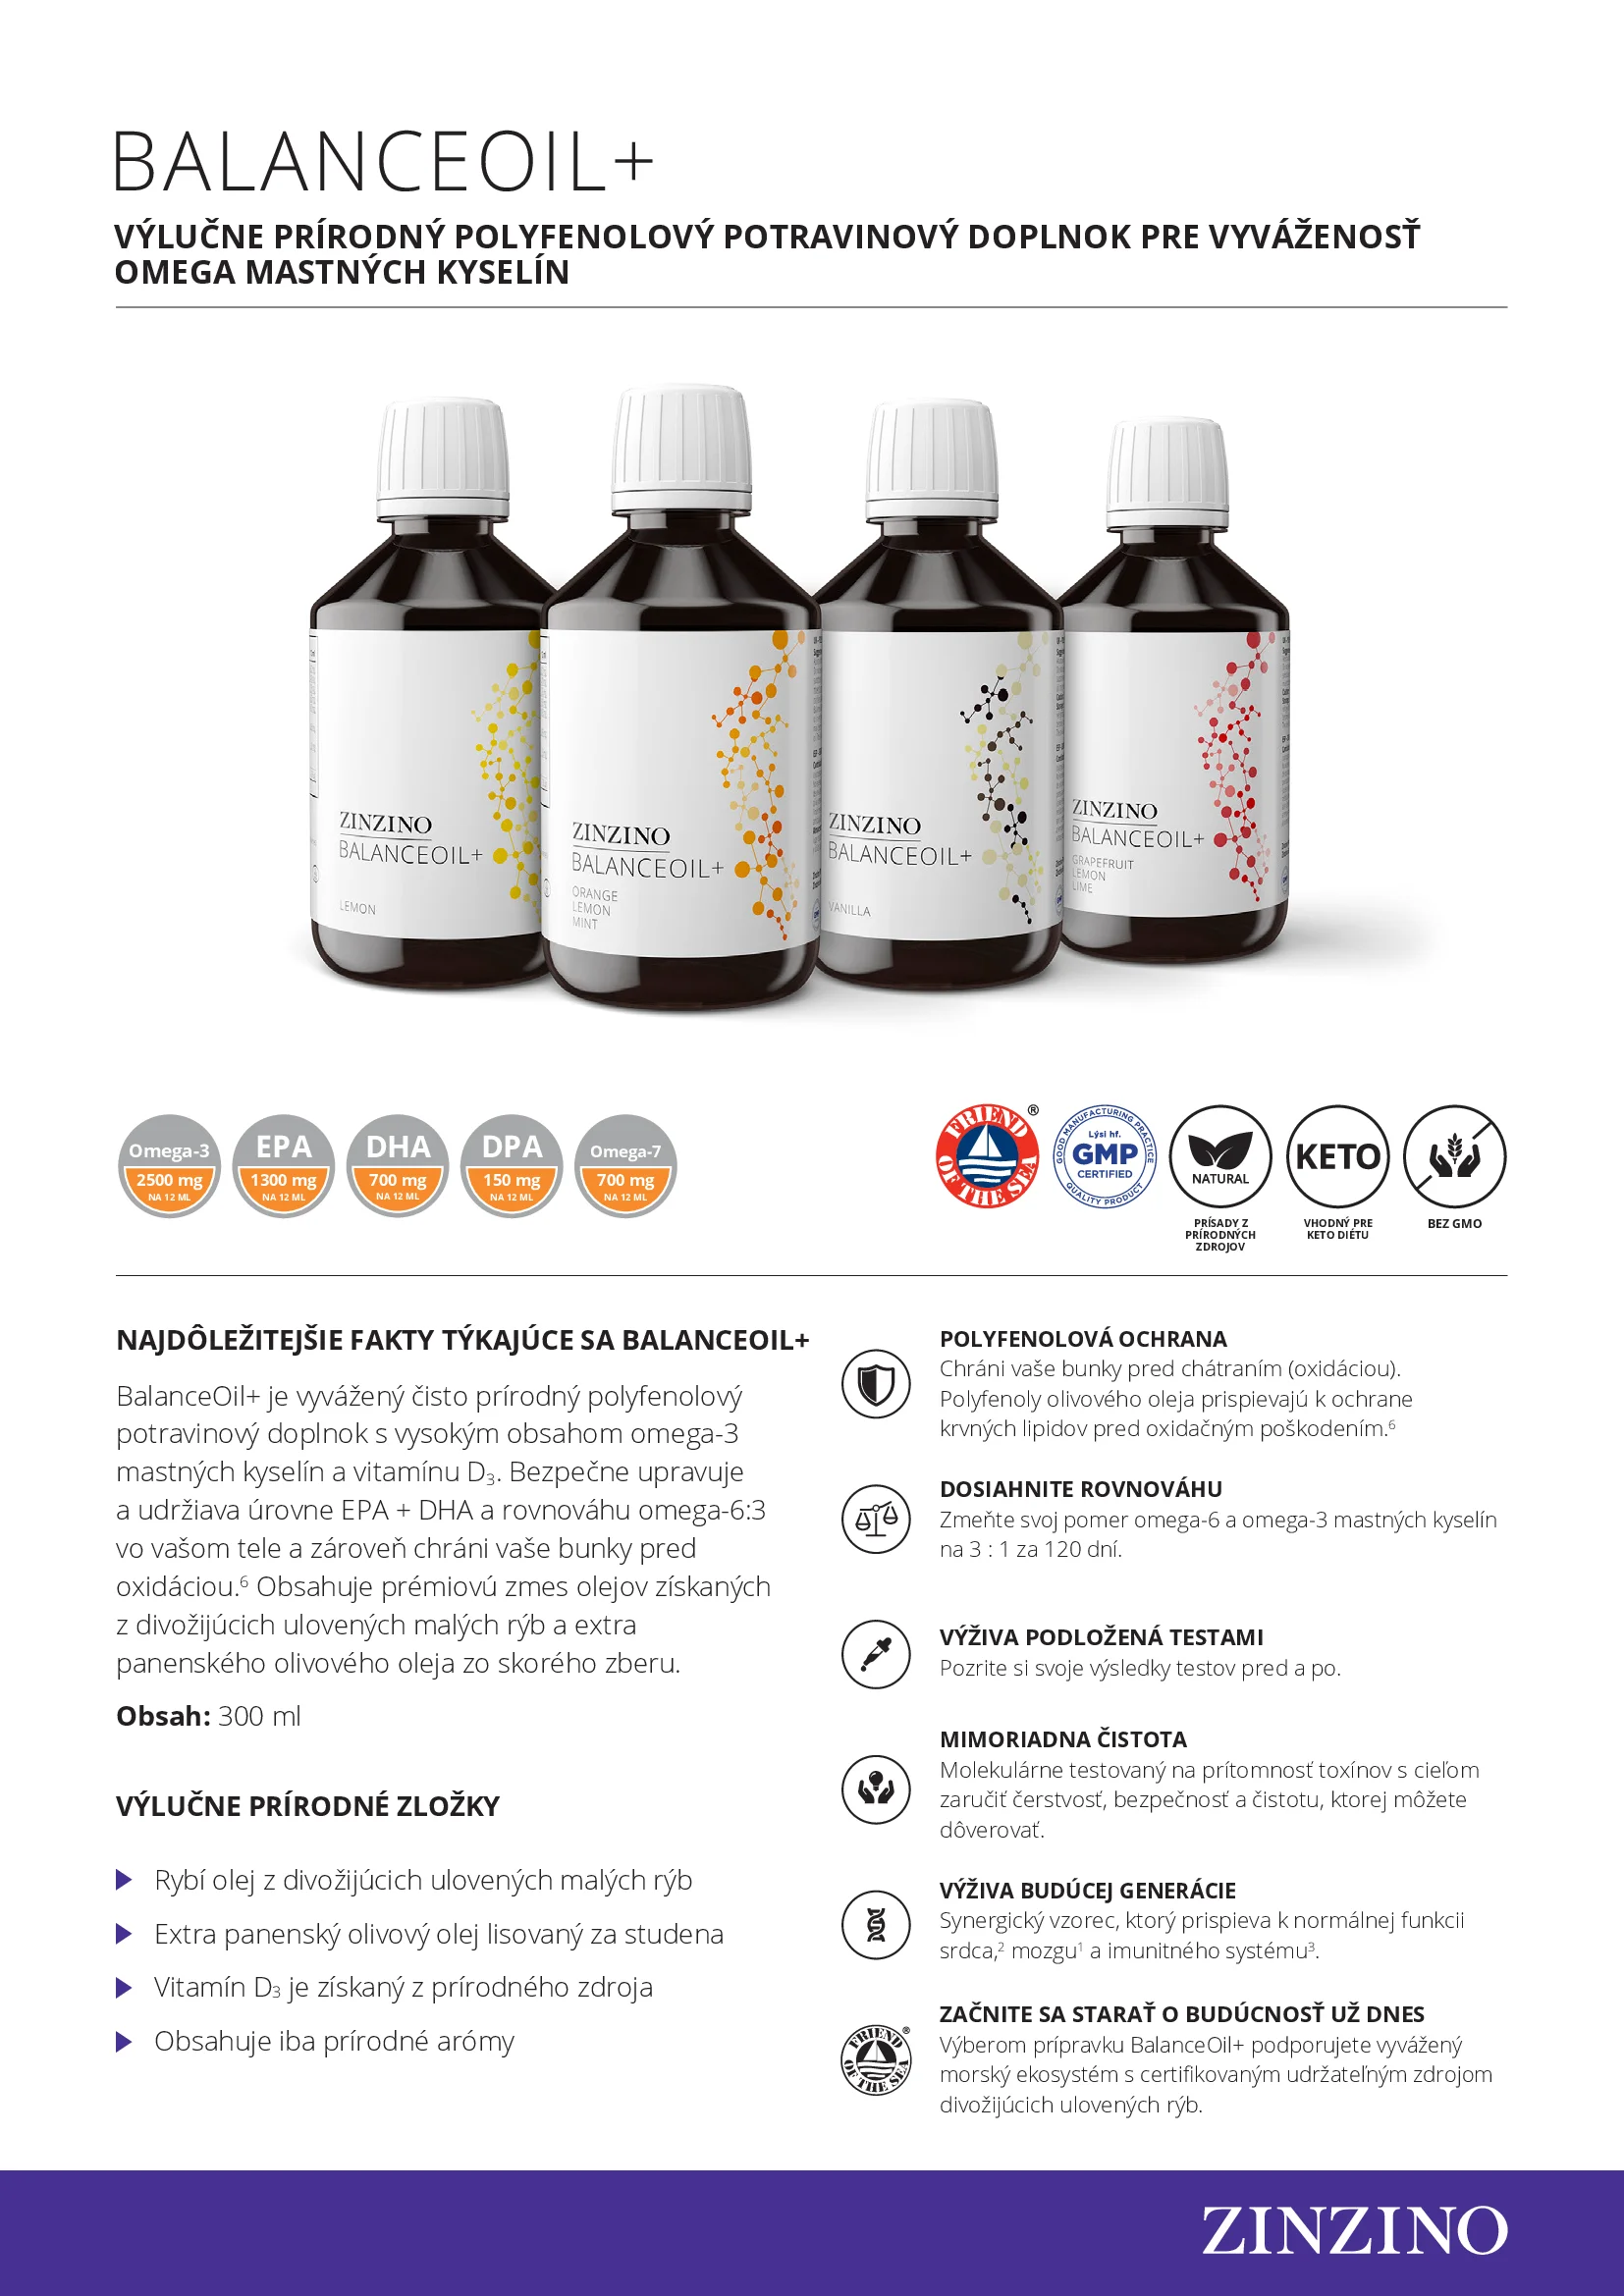 BALANCEOIL+
VÝLUČNE PRÍRODNÝ POLYFENOLOVÝ POTRAVINOVÝ DOPLNOK PRE VYVÁŽENOSŤ
OMEGA MASTNÝCH KYSELÍN
ZINZINO
BALANCEOIL+
LEMON
ZINZINO
BALANCEOIL+
ORANGE
LEMON
MINT
ZINZINO
BALANCEOIL+
VANILLA
ZINZINO
BALANCEOIL+
GRAPEFRUIT
LEMON
LIME
Omega-3
2500 mg
NA 12 ML
EPA
1300 mg
NA 12 ML
DHA
700 mg
NA 12 ML
DPA
150 mg
NA 12 ML
Omega-7
700 mg
NA 12 ML
FRIEND OF THE SEA ®
GOOD MANUFACTURING PRACTICE
Lýsi hf.
GMP
CERTIFIED
QUALITY PRODUCT
NATURAL
PRÍSADY Z
PRÍRODNÝCH
ZDROJOV
KETO
VHODNÝ PRE
KETO DIÉTU
BEZ GMO
NAJDÔLEŽITEJŠIE FAKTY TÝKAJÚCE SA BALANCEOIL+
BalanceOil+ je vyvážený čisto prírodný polyfenolový
potravinový doplnok s vysokým obsahom omega-3
mastných kyselín a vitamínu D₃. Bezpečne upravuje
a udržiava úrovne EPA + DHA a rovnováhu omega-6:3
vo vašom tele a zároveň chráni vaše bunky pred
oxidáciou.⁶ Obsahuje prémiovú zmes olejov získaných
z divožijúcich ulovených malých rýb a extra
panenského olivového oleja zo skorého zberu.
Obsah: 300 ml
VÝLUČNE PRÍRODNÉ ZLOŽKY
Rybí olej z divožijúcich ulovených malých rýb
Extra panenský olivový olej lisovaný za studena
Vitamín D₃ je získaný z prírodného zdroja
Obsahuje iba prírodné arómy
POLYFENOLOVÁ OCHRANA
Chráni vaše bunky pred chátraním (oxidáciou).
Polyfenoly olivového oleja prispievajú k ochrane
krvných lipidov pred oxidačným poškodením.⁶
DOSIAHNITE ROVNOVÁHU
Zmeňte svoj pomer omega-6 a omega-3 mastných kyselín
na 3 : 1 za 120 dní.
VÝŽIVA PODLOŽENÁ TESTAMI
Pozrite si svoje výsledky testov pred a po.
MIMORIADNA ČISTOTA
Molekulárne testovaný na prítomnosť toxínov s cieľom
zaručiť čerstvosť, bezpečnosť a čistotu, ktorej môžete
dôverovať.
VÝŽIVA BUDÚCEJ GENERÁCIE
Synergický vzorec, ktorý prispieva k normálnej funkcii
srdca,² mozgu¹ a imunitného systému³.
FRIEND OF THE SEA ®
ZAČNITE SA STARAŤ O BUDÚCNOSŤ UŽ DNES
Výberom prípravku BalanceOil+ podporujete vyvážený
morský ekosystém s certifikovaným udržateľným zdrojom
divožijúcich ulovených rýb.
ZINZINO